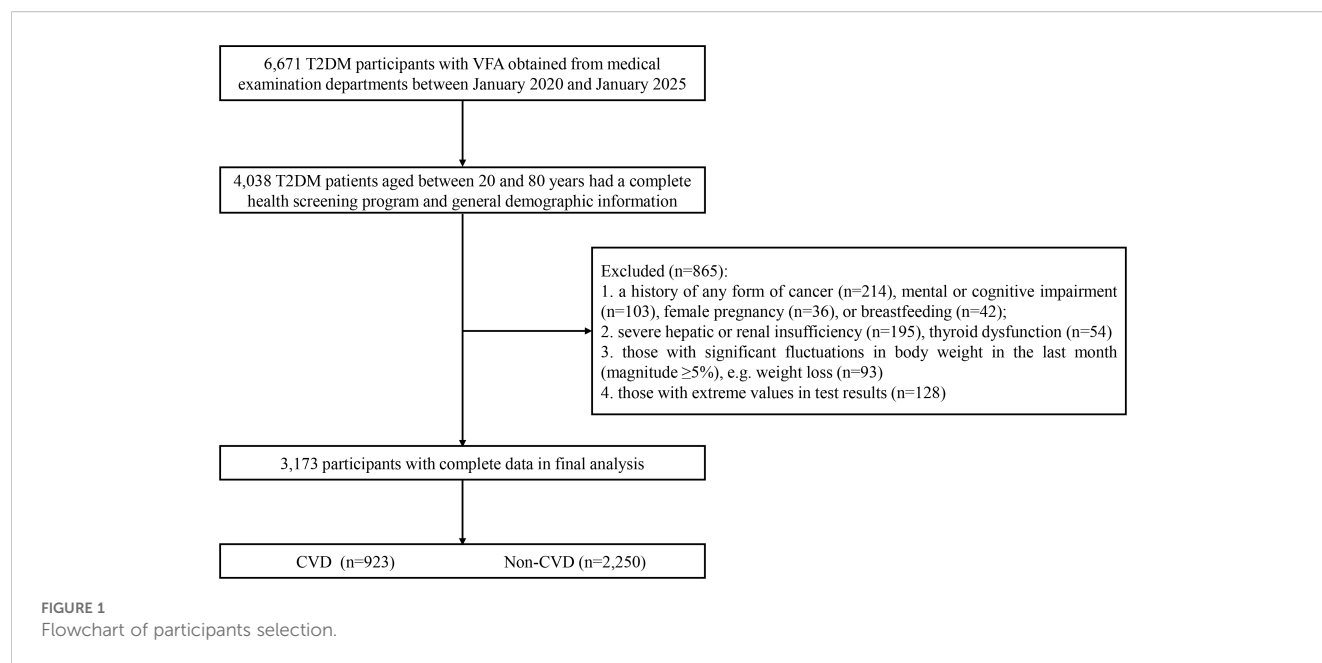 6,671 T2DM participants with VFA obtained from medical
examination departments between January 2020 and January 2025
4,038 T2DM patients aged between 20 and 80 years had a complete
health screening program and general demographic information
Excluded (n=865):
1. a history of any form of cancer (n=214), mental or cognitive impairment
(n=103), female pregnancy (n=36), or breastfeeding (n=42);
2. severe hepatic or renal insufficiency (n=195), thyroid dysfunction (n=54)
3. those with significant fluctuations in body weight in the last month
(magnitude ≥5%), e.g. weight loss (n=93)
4. those with extreme values in test results (n=128)
3,173 participants with complete data in final analysis
CVD (n=923) Non-CVD (n=2,250)
FIGURE 1
Flowchart of participants selection.